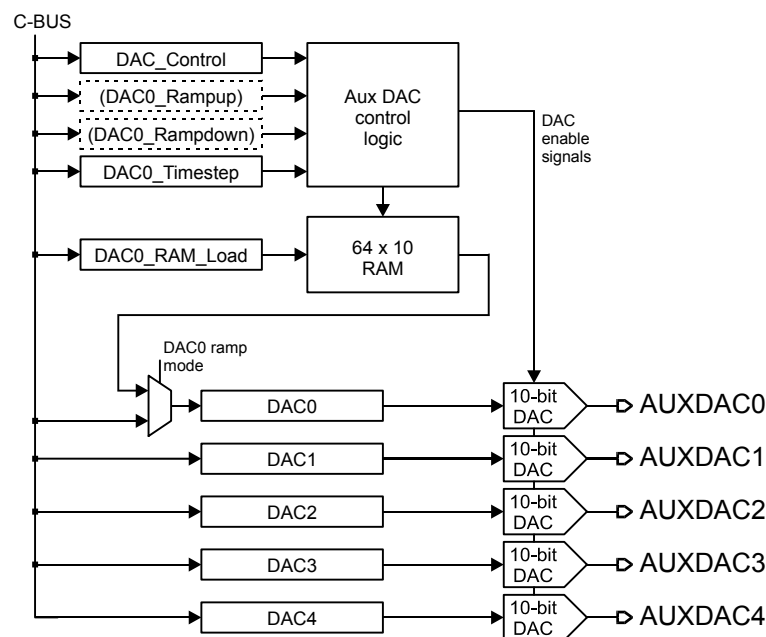 C-BUS
DAC_Control
(DAC0_Rampup)
(DAC0_Rampdown)
DAC0_Timestep
Aux DAC
control
logic
DAC
enable
signals
DAC0_RAM_Load
64 x 10
RAM
DAC0 ramp
mode
DAC0
10-bit
DAC
AUXDAC0
DAC1
10-bit
DAC
AUXDAC1
DAC2
10-bit
DAC
AUXDAC2
DAC3
10-bit
DAC
AUXDAC3
DAC4
10-bit
DAC
AUXDAC4